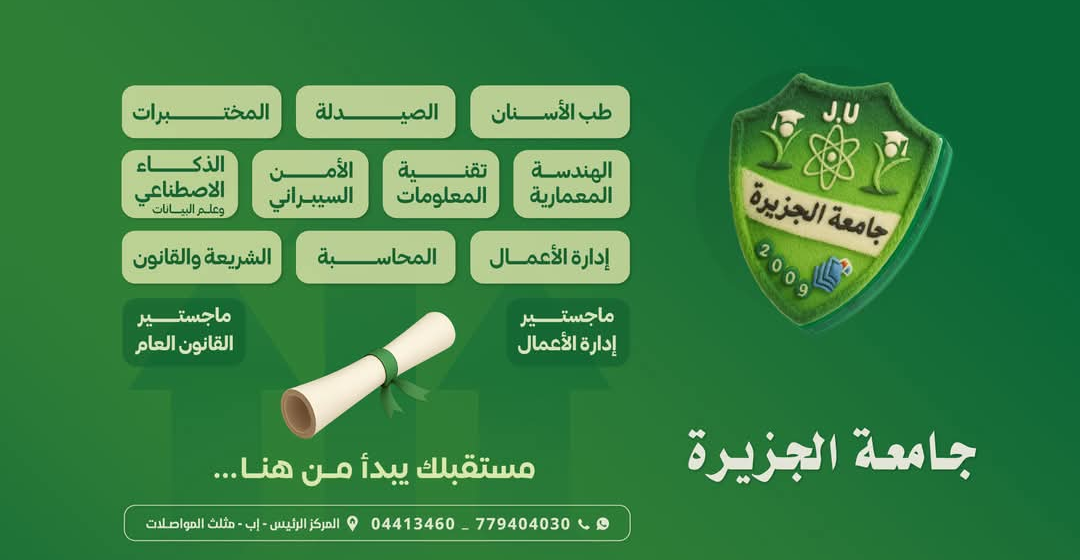 J.U
جامعة الجزيرة
2009
جامعة الجزيرة
طب الأسنان
الصيدلة
المختبرات
الهندسة
المعمارية
تقنية
المعلومات
الأمن
السيبراني
الذكاء
الاصطناعي
وعلم البيانات
إدارة الأعمال
المحاسبة
الشريعة والقانون
ماجستير
إدارة الأعمال
ماجستير
القانون العام
مستقبلك يبدأ من هنا...
779404030 _ 04413460
المركز الرئيس - إب - مثلث المواصلات